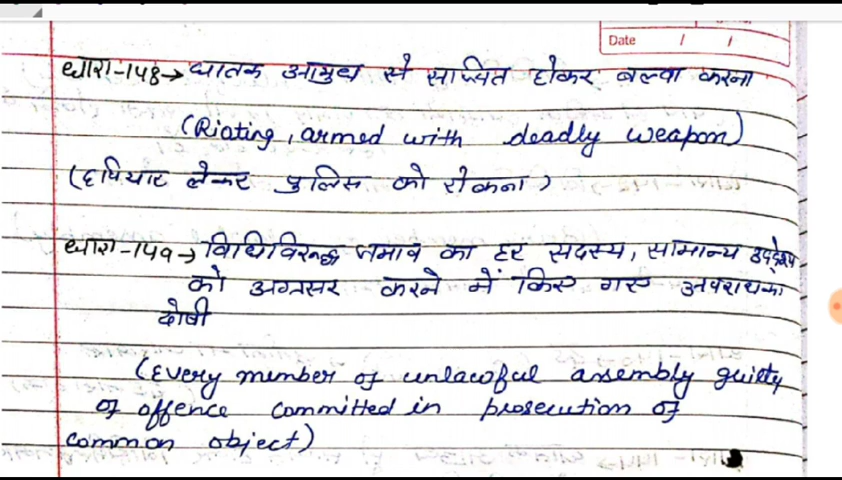 Date / /
धारा-148→ घातक आयुध से सज्जित होकर बल्वा करना
(Rioting, armed with deadly weapon)
(हथियार लेकर पुलिस को रोकना)
धारा-149→ विधिविरुद्ध जमाव का हर सदस्य, सामान्य उद्देश्य
को अग्रसर करने में किए गए अपराध का
दोषी
(Every member of unlawful assembly guilty
of offence committed in prosecution of
common object)